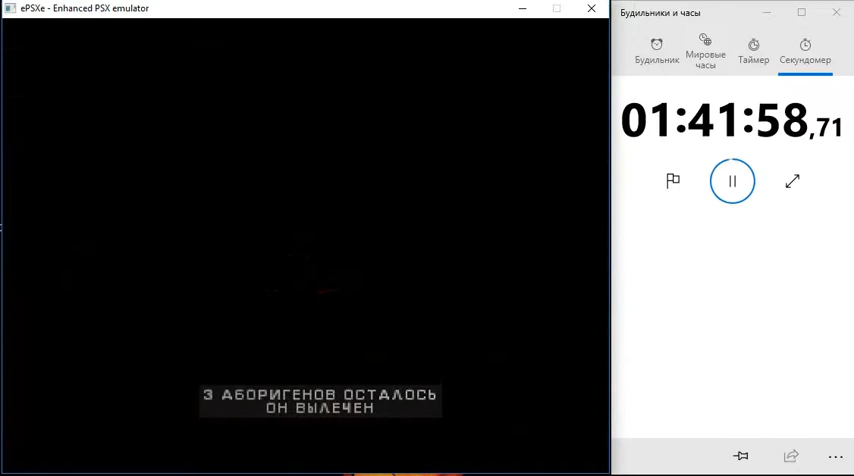 ePSXe - Enhanced PSX emulator
Будильники и часы
Будильник
Мировые часы
Таймер
Секундомер
01:41:58,71
3 АБОРИГЕНОВ ОСТАЛОСЬ
ОН ВЫЛЕЧЕН